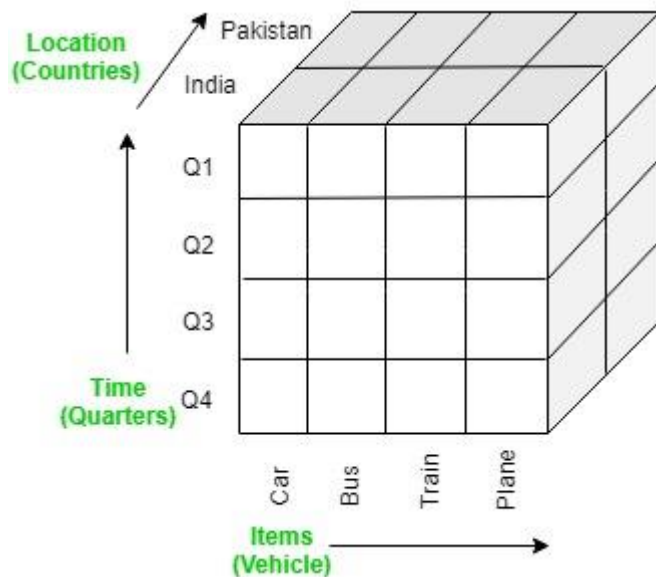 Location
(Countries)
Pakistan
India
Q1
Q2
Q3
Q4
Time
(Quarters)
Car
Bus
Train
Plane
Items
(Vehicle)